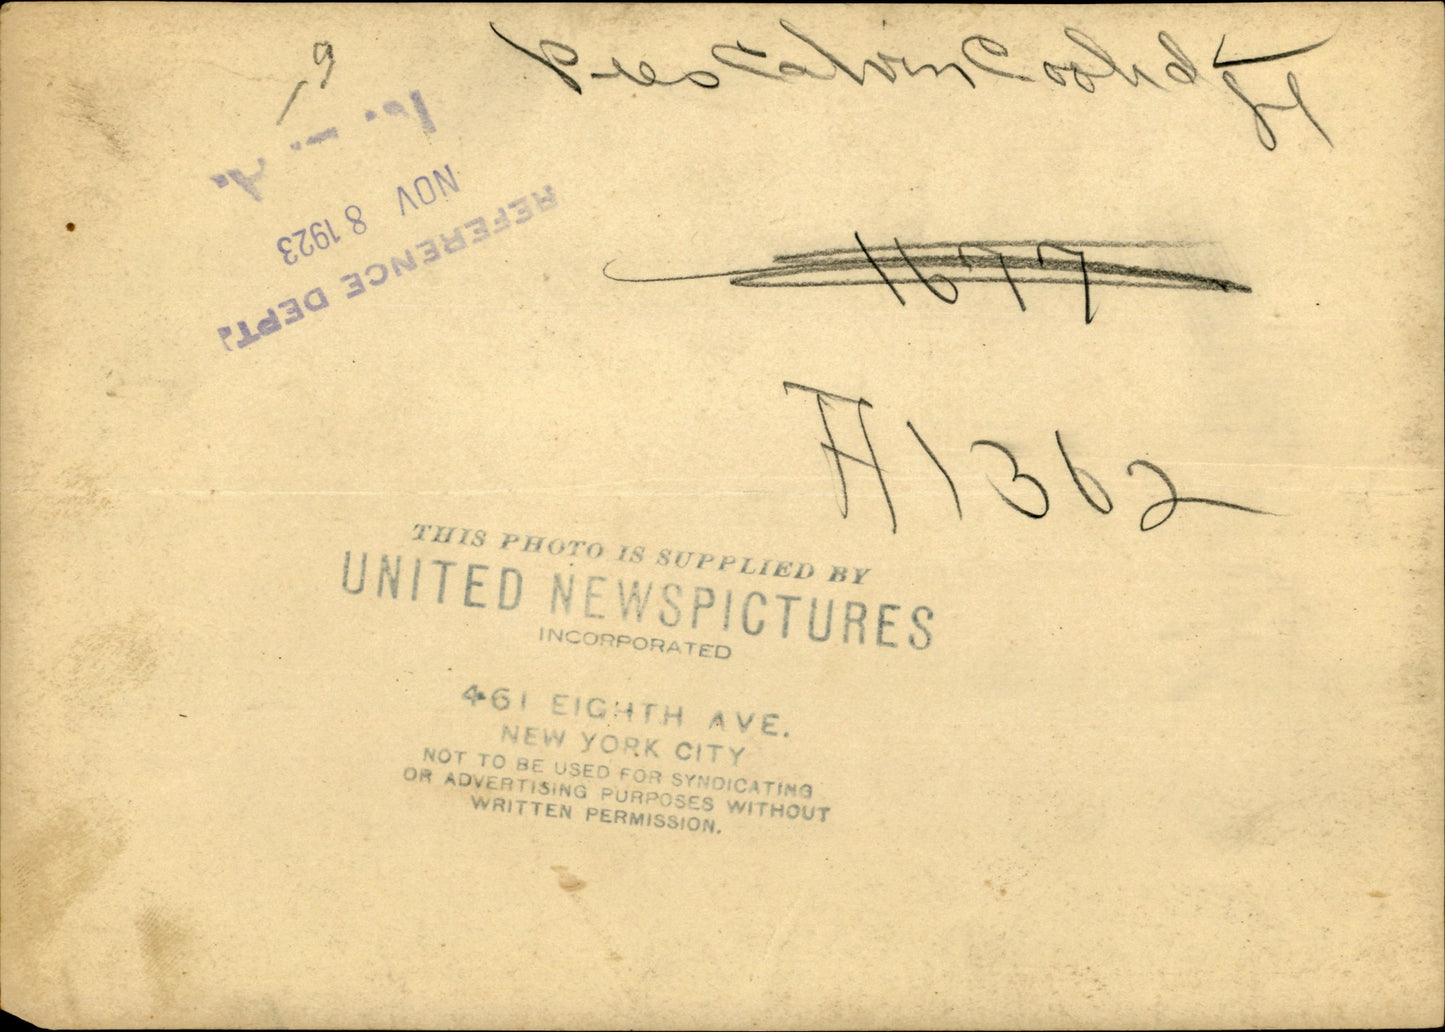 Pres Calvin Coolidge
N. E. A.
NOV 8 1923
REFERENCE DEPT.
1677
A1362
THIS PHOTO IS SUPPLIED BY
UNITED NEWSPICTURES
INCORPORATED
461 EIGHTH AVE.
NEW YORK CITY
NOT TO BE USED FOR SYNDICATING
OR ADVERTISING PURPOSES WITHOUT
WRITTEN PERMISSION.